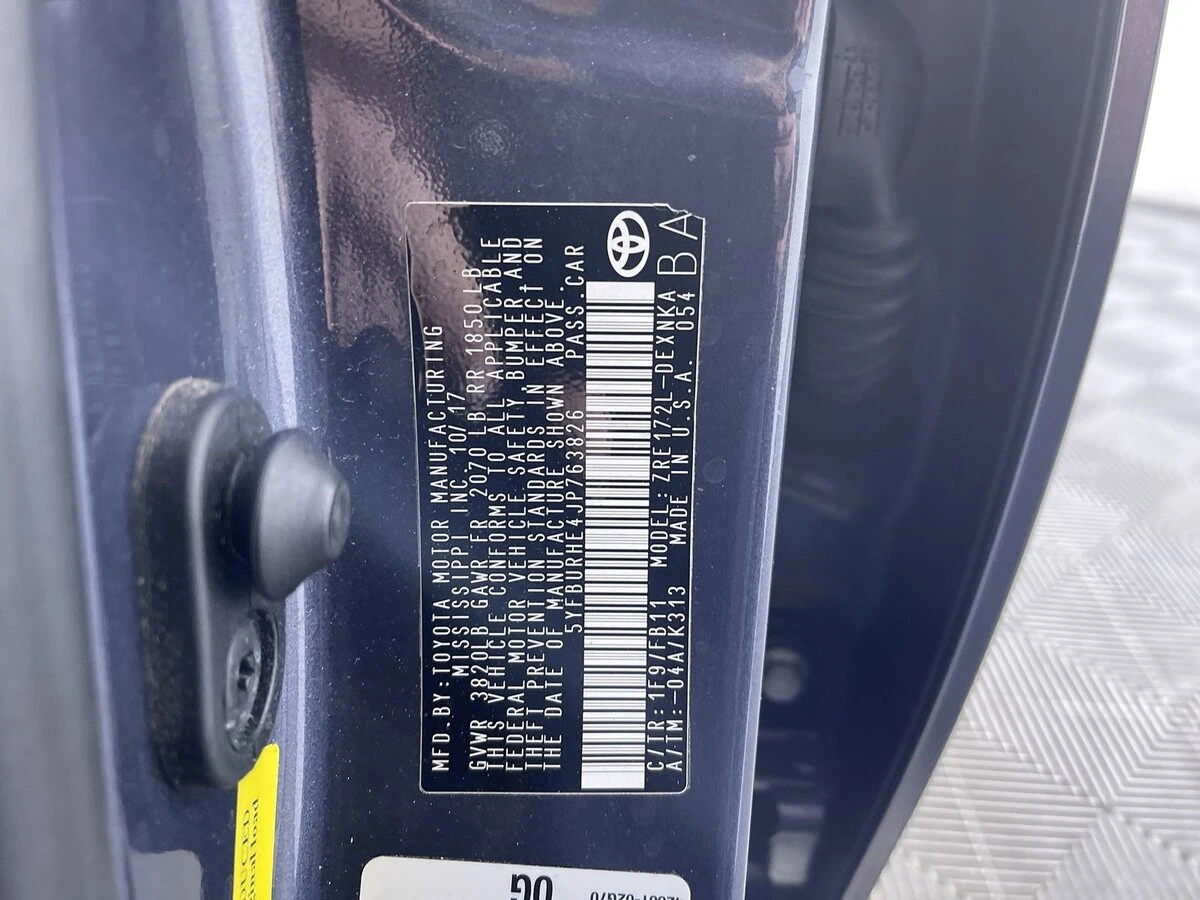 MFD.BY:TOYOTA MOTOR MANUFACTURING
MISSISSIPPI INC. 10/17
GVWR 3820LB GAWR FR 2070 LB RR 1850 LB
THIS VEHICLE CONFORMS TO ALL APPLICABLE
FEDERAL MOTOR VEHICLE SAFETY, BUMPER, AND
THEFT PREVENTION STANDARDS IN EFFECT ON
THE DATE OF MANUFACTURE SHOWN ABOVE.
5YFBURHE4JP763826 PASS.CAR
C/TR: 1F9/FB11 MODEL: ZRE172L-DEXNKA
A/TM:-04A/K313 MADE IN U.S.A. 054
BA
load
OG